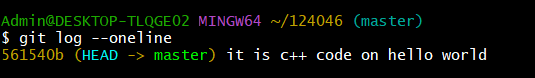 Admin@DESKTOP-TLQGE02 MINGW64 ~/124046 (master)
$ git log --oneline
561540b (HEAD -> master) it is c++ code on hello world